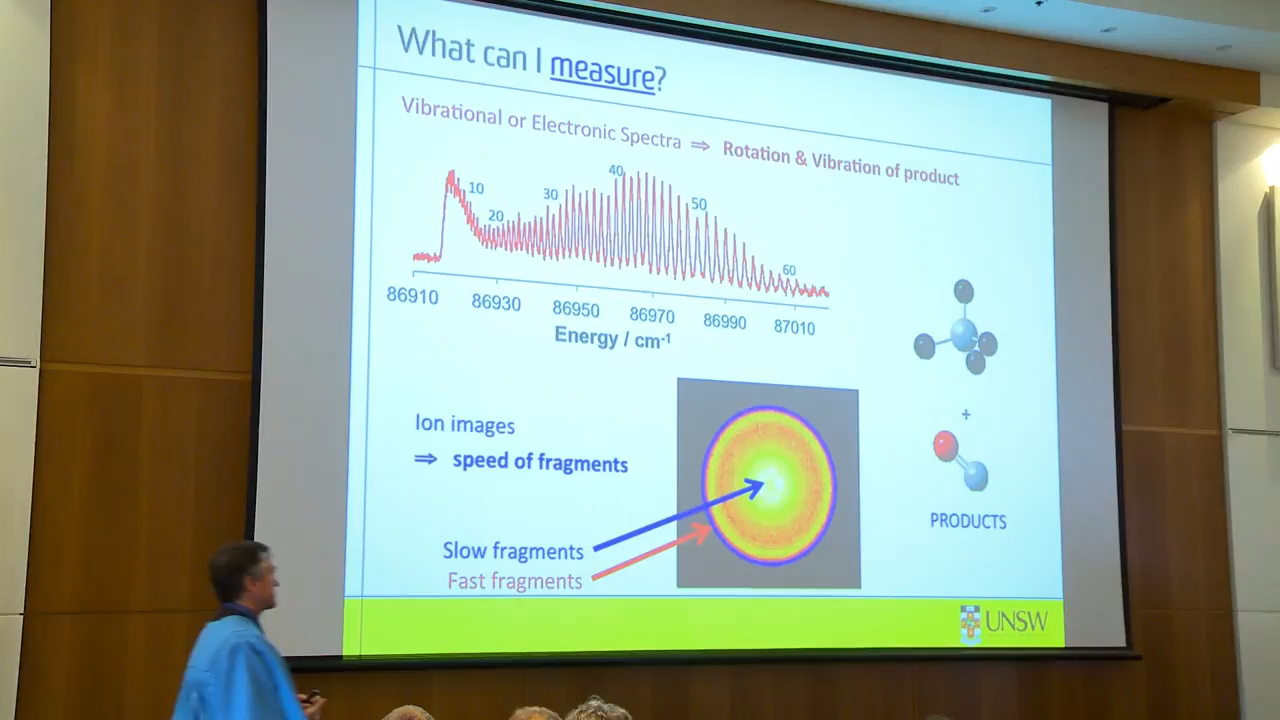 What can I measure?
Vibrational or Electronic Spectra ⇒ Rotation & Vibration of product
10
20
30
40
50
60
86910 86930 86950 86970 86990 87010
Energy / cm-1
Ion images
⇒ speed of fragments
Slow fragments
Fast fragments
+
PRODUCTS
UNSW